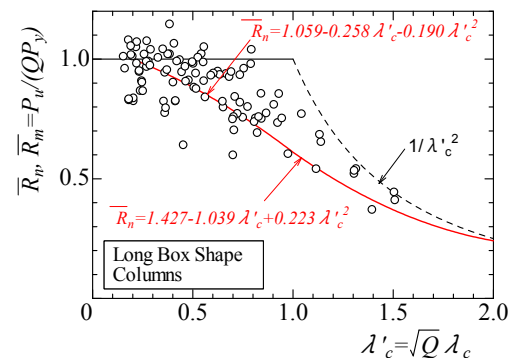 R̅n, R̅m=Pu/(QPy)
1.0
0.5
0
0.5
1.0
1.5
2.0
R̅n=1.059-0.258 λ'c-0.190 λ'c²
1/λ'c²
R̅n=1.427-1.039 λ'c+0.223 λ'c²
Long Box Shape
Columns
λ'c=√Q λc